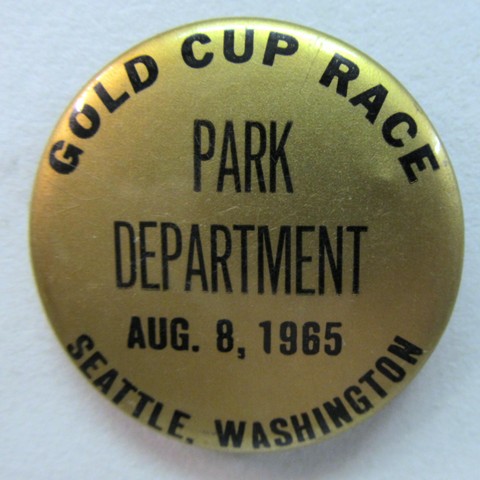 GOLD CUP RACE
PARK
DEPARTMENT
AUG. 8, 1965
SEATTLE, WASHINGTON